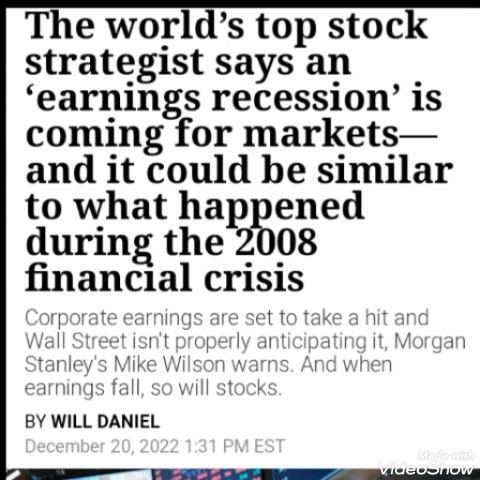 The world’s top stock
strategist says an
‘earnings recession’ is
coming for markets—
and it could be similar
to what happened
during the 2008
financial crisis
Corporate earnings are set to take a hit and
Wall Street isn't properly anticipating it, Morgan
Stanley's Mike Wilson warns. And when
earnings fall, so will stocks.
BY WILL DANIEL
December 20, 2022 1:31 PM EST
Made with
VideoShow